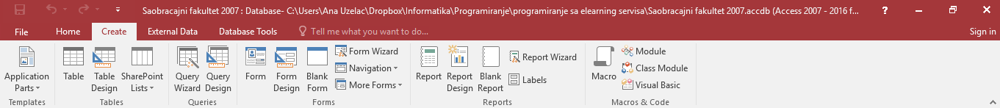 Saobracajni fakultet 2007 : Database- C:\Users\Ana Uzelac\Dropbox\Informatika\Programiranje\programiranje sa elearning servisa\Saobracajni fakultet 2007.accdb (Access 2007 - 2016 f... ?
File Home Create External Data Database Tools Tell me what you want to do... Sign in
Application Parts
Templates
Table
Table Design
SharePoint Lists
Tables
Query Wizard
Query Design
Queries
Form
Form Design
Blank Form
Form Wizard
Navigation
More Forms
Forms
Report
Report Design
Blank Report
Report Wizard
Labels
Reports
Macro
Module
Class Module
Visual Basic
Macros & Code